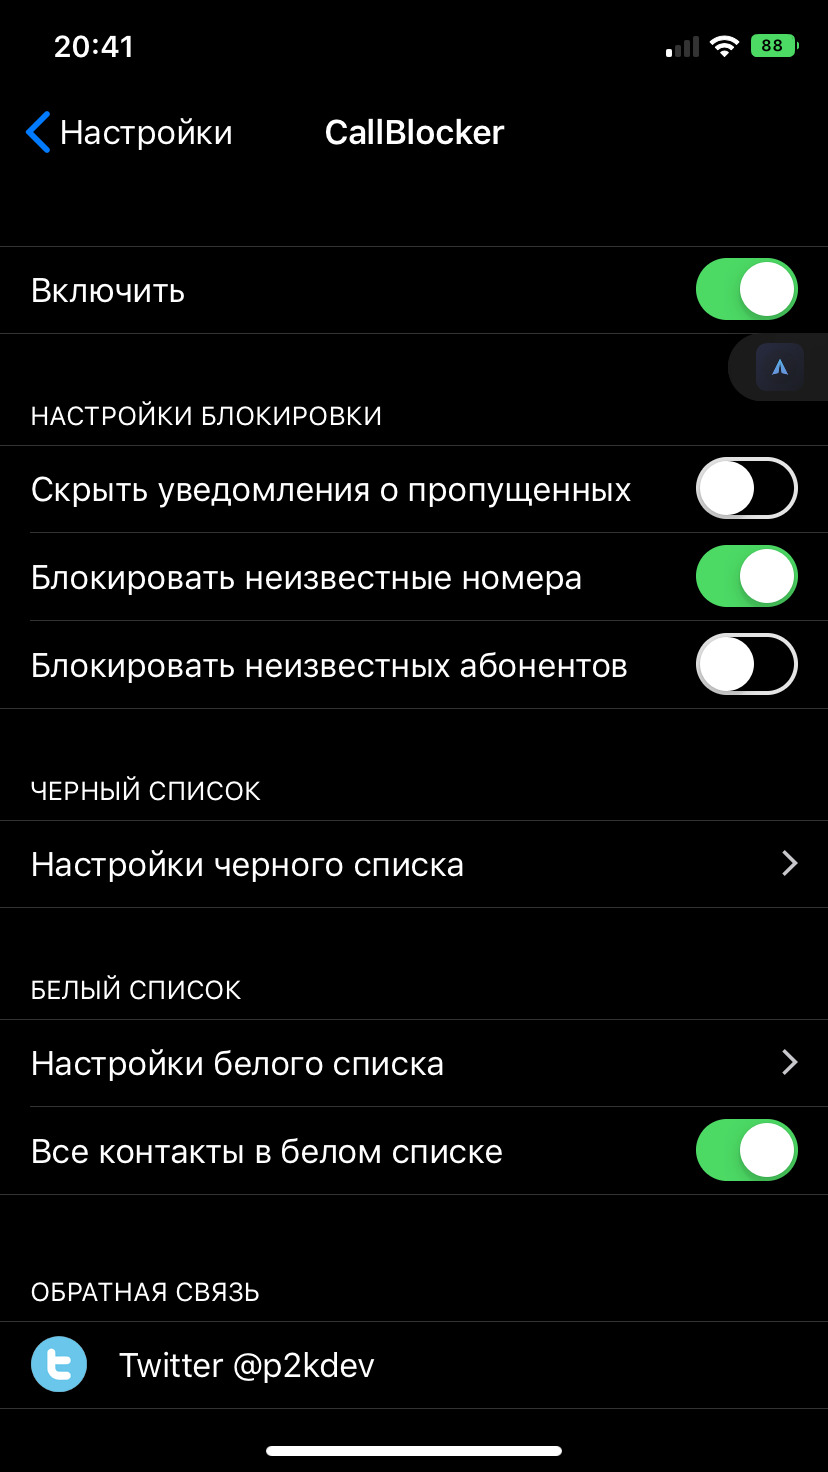 20:41
88
Настройки
CallBlocker
Включить
НАСТРОЙКИ БЛОКИРОВКИ
Скрыть уведомления о пропущенных
Блокировать неизвестные номера
Блокировать неизвестных абонентов
ЧЕРНЫЙ СПИСОК
Настройки черного списка
БЕЛЫЙ СПИСОК
Настройки белого списка
Все контакты в белом списке
ОБРАТНАЯ СВЯЗЬ
Twitter @p2kdev